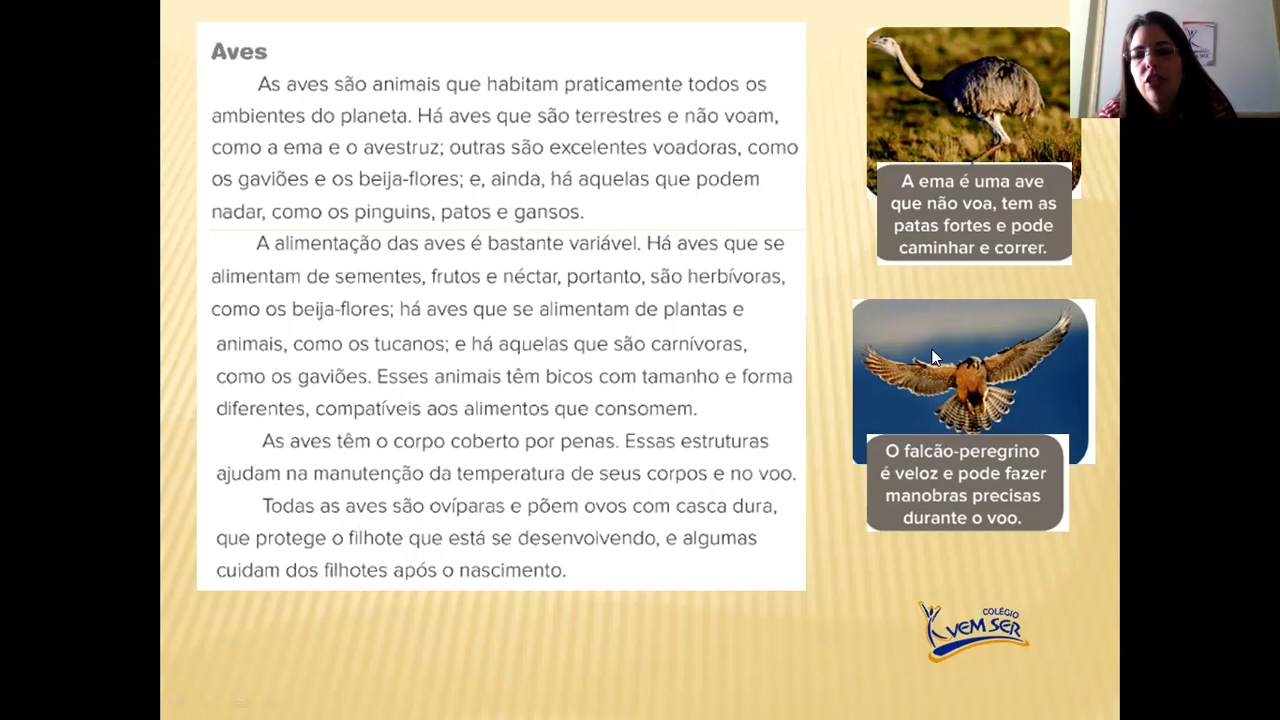 Aves
As aves são animais que habitam praticamente todos os
ambientes do planeta. Há aves que são terrestres e não voam,
como a ema e o avestruz; outras são excelentes voadoras, como
os gaviões e os beija-flores; e, ainda, há aquelas que podem
nadar, como os pinguins, patos e gansos.
A alimentação das aves é bastante variável. Há aves que se
alimentam de sementes, frutos e néctar, portanto, são herbívoras,
como os beija-flores; há aves que se alimentam de plantas e
animais, como os tucanos; e há aquelas que são carnívoras,
como os gaviões. Esses animais têm bicos com tamanho e forma
diferentes, compatíveis aos alimentos que consomem.
As aves têm o corpo coberto por penas. Essas estruturas
ajudam na manutenção da temperatura de seus corpos e no voo.
Todas as aves são ovíparas e põem ovos com casca dura,
que protege o filhote que está se desenvolvendo, e algumas
cuidam dos filhotes após o nascimento.
A ema é uma ave
que não voa, tem as
patas fortes e pode
caminhar e correr.
O falcão-peregrino
é veloz e pode fazer
manobras precisas
durante o voo.
COLÉGIO
VEM SER